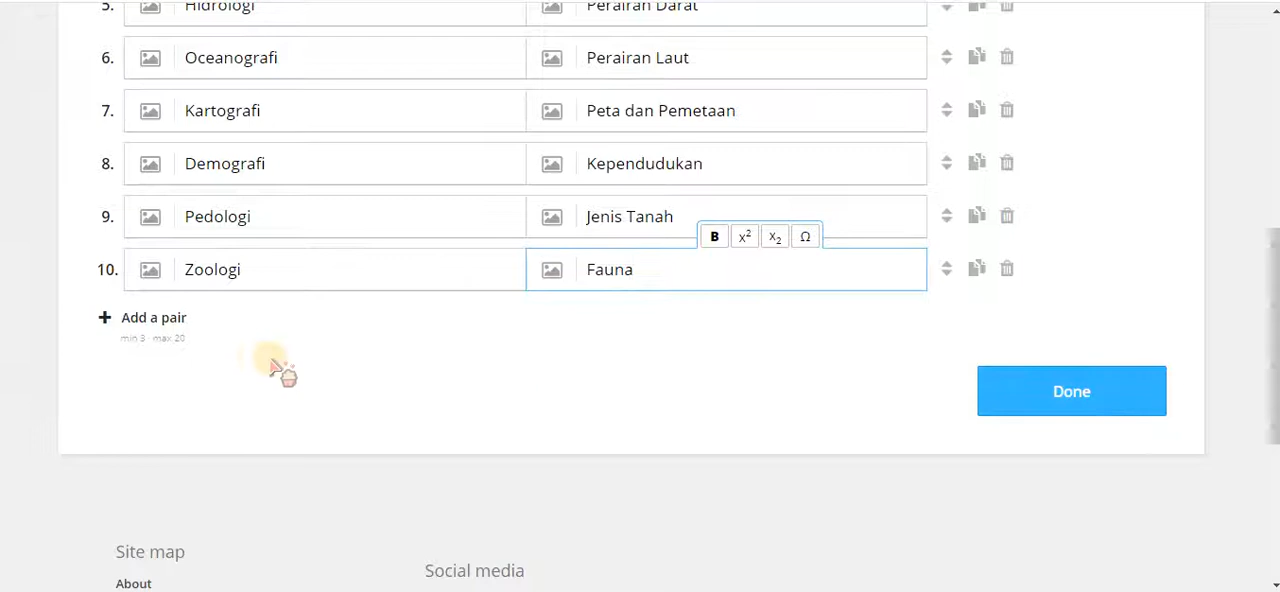 5. Hidrologi Perairan Darat
6. Oceanografi Perairan Laut
7. Kartografi Peta dan Pemetaan
8. Demografi Kependudukan
9. Pedologi Jenis Tanah
B x² x₂ Ω
10. Zoologi Fauna
+ Add a pair
min 3 · max 20
Done
Site map
Social media
About